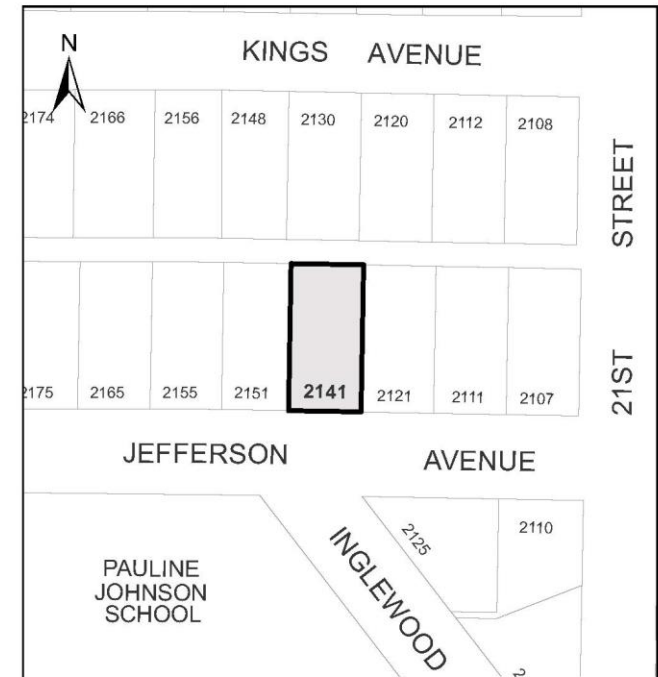 N
KINGS AVENUE
2174 2166 2156 2148 2130 2120 2112 2108
STREET
21ST
2175 2165 2155 2151 2141 2121 2111 2107
JEFFERSON AVENUE
2125
2110
PAULINE
JOHNSON
SCHOOL
INGLEWOOD